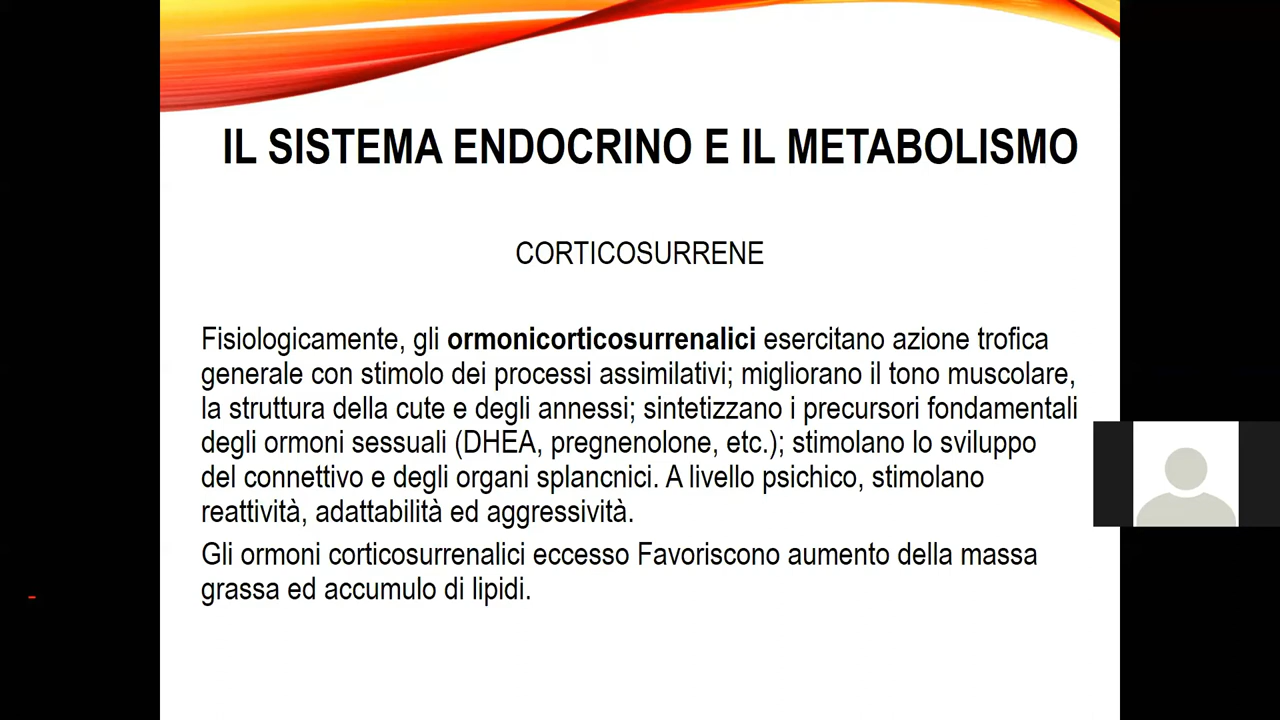 IL SISTEMA ENDOCRINO E IL METABOLISMO
CORTICOSURRENE
Fisiologicamente, gli ormonicorticosurrenalici esercitano azione trofica
generale con stimolo dei processi assimilativi; migliorano il tono muscolare,
la struttura della cute e degli annessi; sintetizzano i precursori fondamentali
degli ormoni sessuali (DHEA, pregnenolone, etc.); stimolano lo sviluppo
del connettivo e degli organi splancnici. A livello psichico, stimolano
reattività, adattabilità ed aggressività.
Gli ormoni corticosurrenalici eccesso Favoriscono aumento della massa
grassa ed accumulo di lipidi.